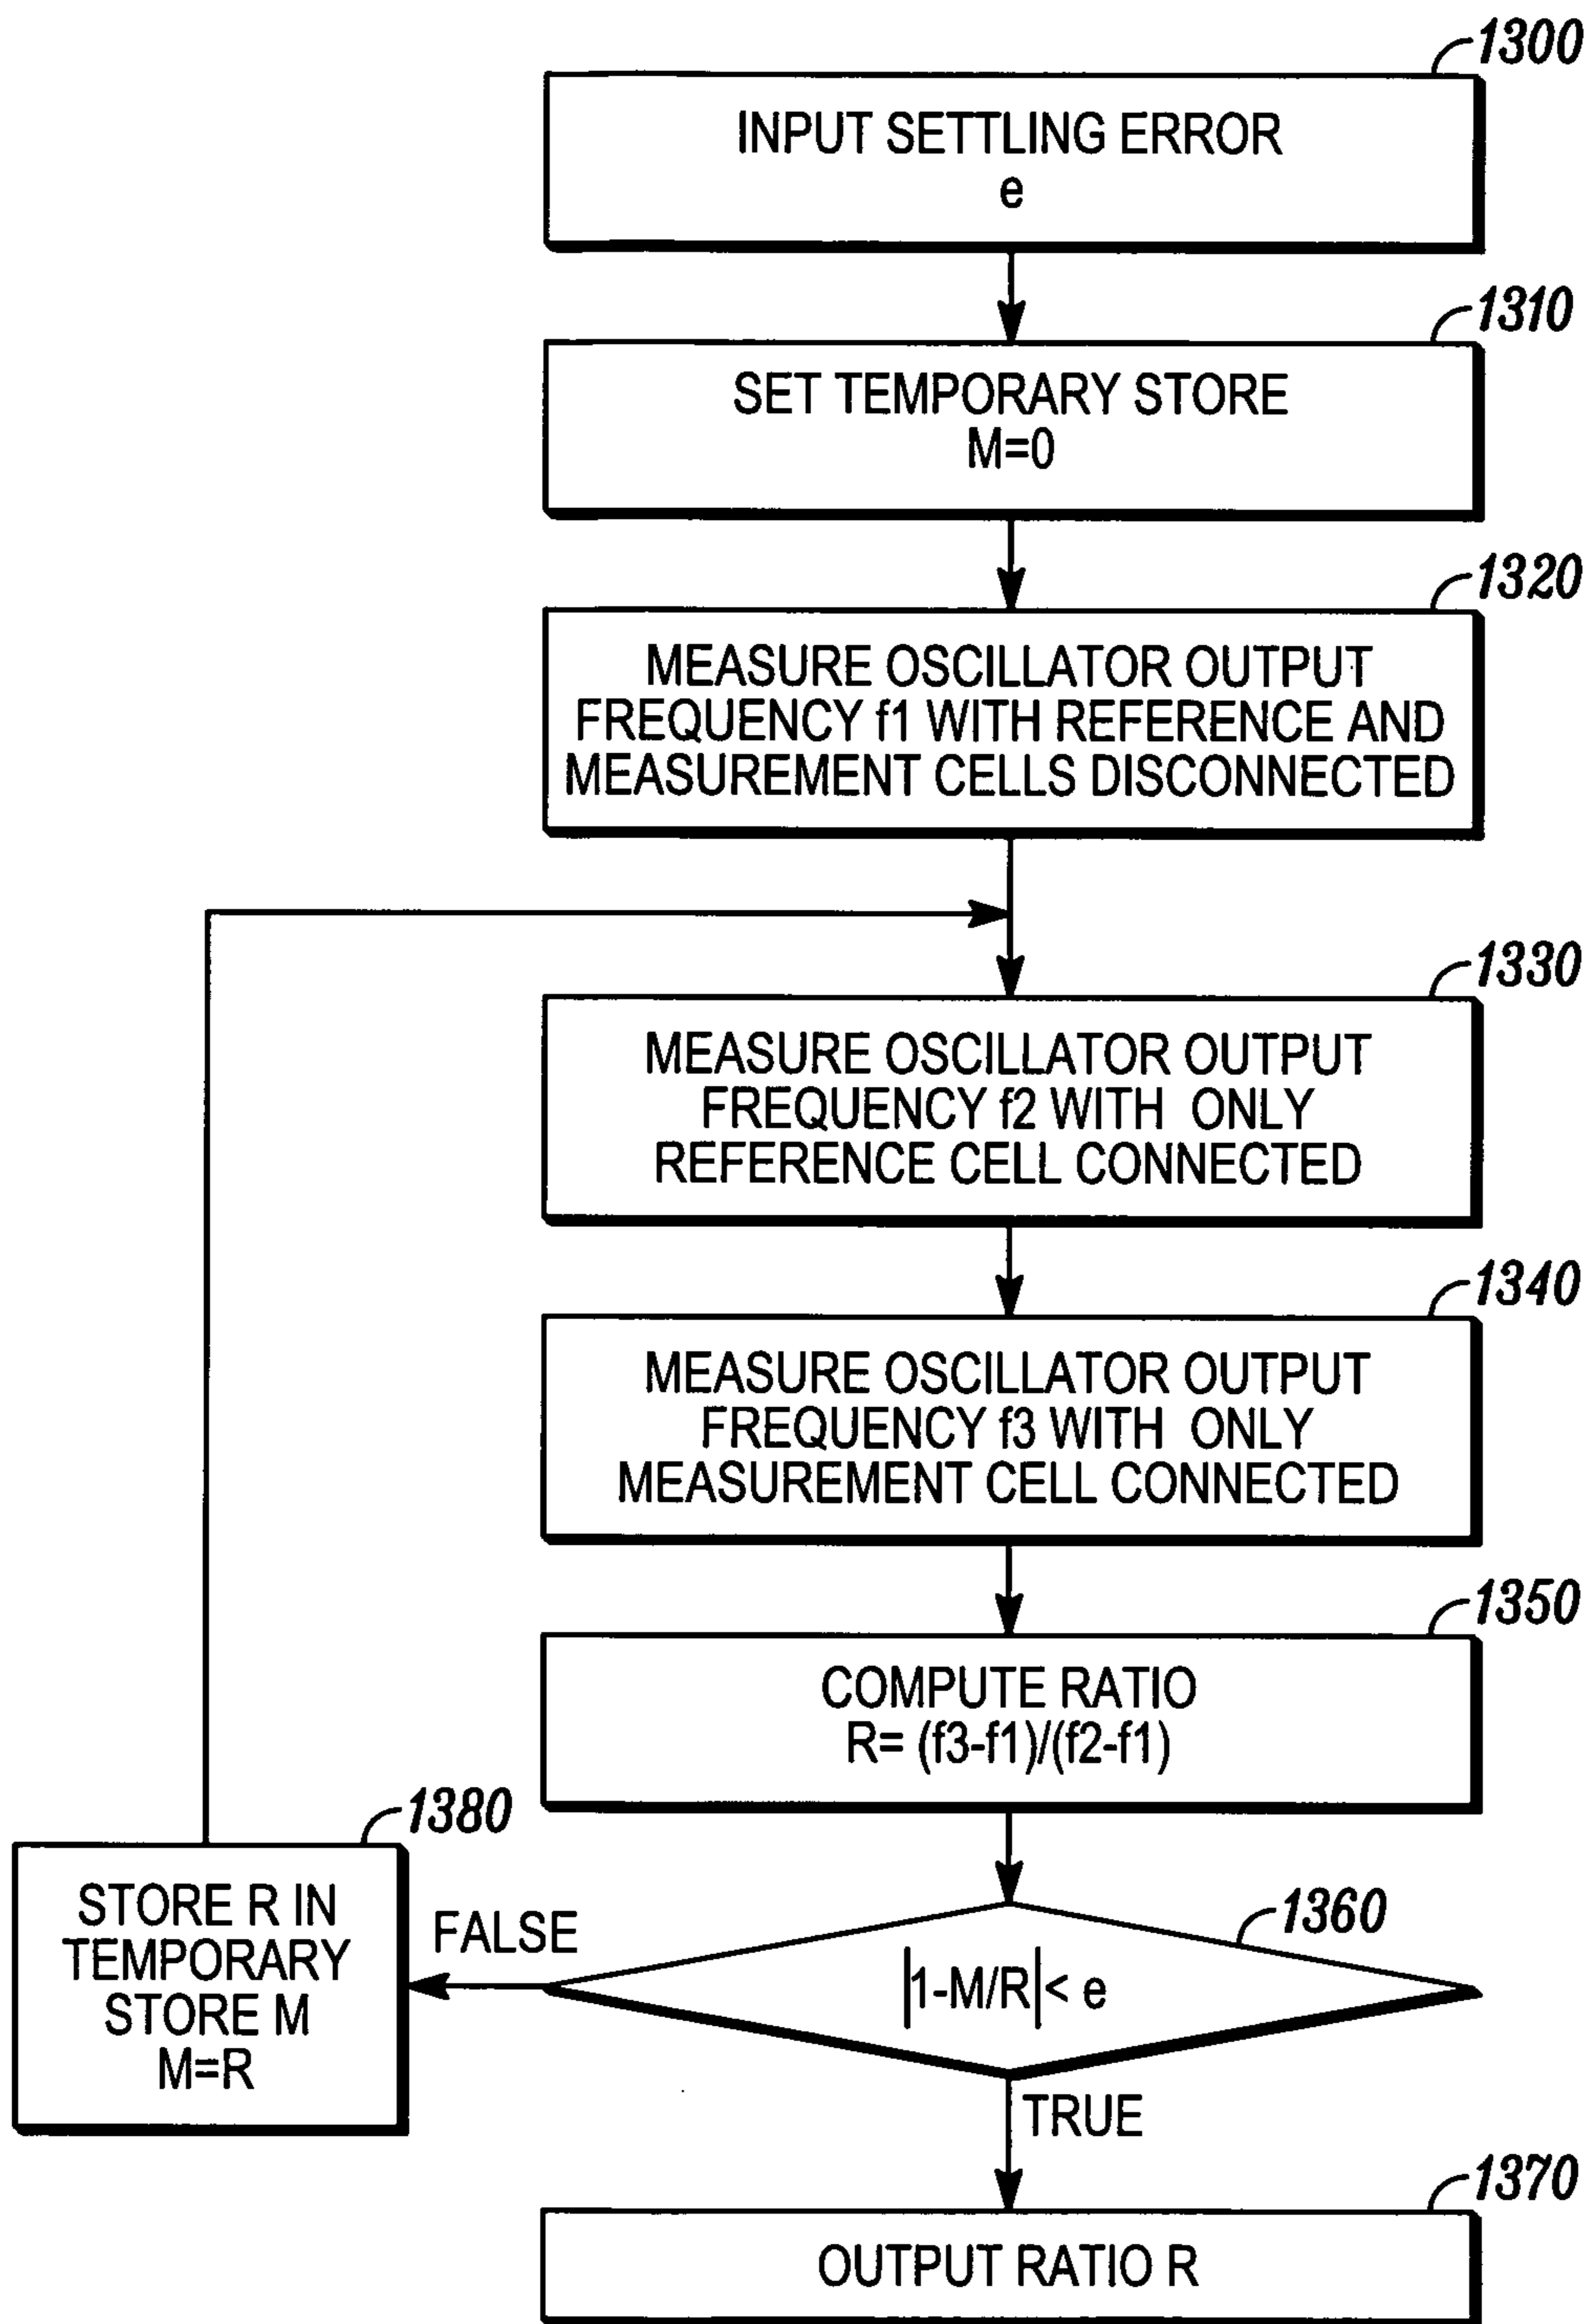 1300
INPUT SETTLING ERROR
e
1310
SET TEMPORARY STORE
M=0
1320
MEASURE OSCILLATOR OUTPUT
FREQUENCY f1 WITH REFERENCE AND
MEASUREMENT CELLS DISCONNECTED
1330
MEASURE OSCILLATOR OUTPUT
FREQUENCY f2 WITH ONLY
REFERENCE CELL CONNECTED
1340
MEASURE OSCILLATOR OUTPUT
FREQUENCY f3 WITH ONLY
MEASUREMENT CELL CONNECTED
1350
COMPUTE RATIO
R= (f3-f1)/(f2-f1)
1380
STORE R IN
TEMPORARY
STORE M
M=R
FALSE
1360
|1-M/R|< e
TRUE
1370
OUTPUT RATIO R